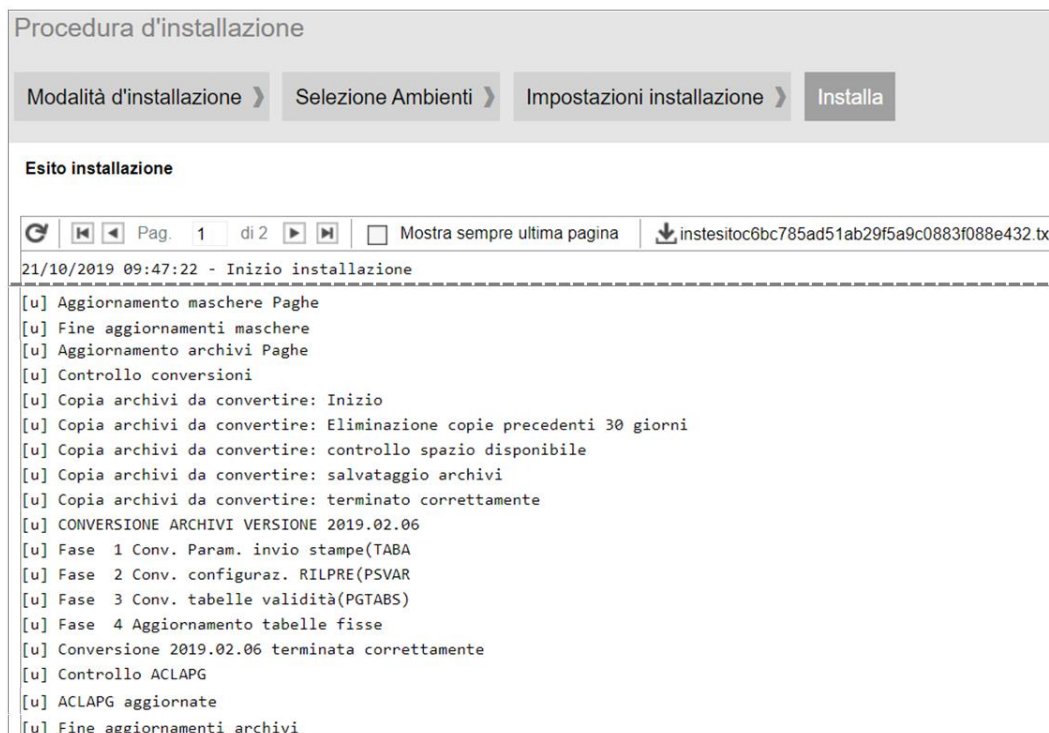 Procedura d'installazione
Modalità d'installazione Selezione Ambienti Impostazioni installazione Installa
Esito installazione
Pag. 1 di 2 Mostra sempre ultima pagina instesitoc6bc785ad51ab29f5a9c0883f088e432.tx
21/10/2019 09:47:22 - Inizio installazione
[u] Aggiornamento maschere Paghe
[u] Fine aggiornamenti maschere
[u] Aggiornamento archivi Paghe
[u] Controllo conversioni
[u] Copia archivi da convertire: Inizio
[u] Copia archivi da convertire: Eliminazione copie precedenti 30 giorni
[u] Copia archivi da convertire: controllo spazio disponibile
[u] Copia archivi da convertire: salvataggio archivi
[u] Copia archivi da convertire: terminato correttamente
[u] CONVERSIONE ARCHIVI VERSIONE 2019.02.06
[u] Fase  1 Conv. Param. invio stampe(TABA
[u] Fase  2 Conv. configuraz. RILPRE(PSVAR
[u] Fase  3 Conv. tabelle validità(PGTABS)
[u] Fase  4 Aggiornamento tabelle fisse
[u] Conversione 2019.02.06 terminata correttamente
[u] Controllo ACLAPG
[u] ACLAPG aggiornate
[u] Fine aggiornamenti archivi